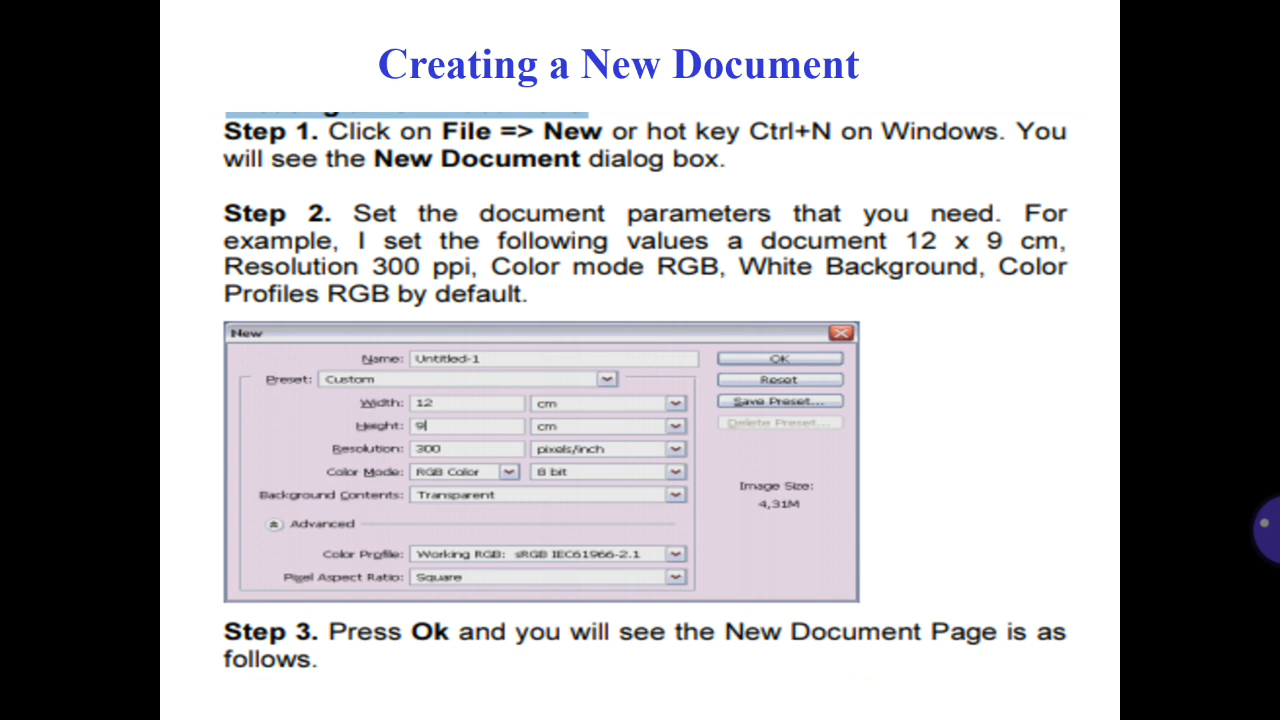 Creating a New Document
Step 1. Click on File => New or hot key Ctrl+N on Windows. You
will see the New Document dialog box.
Step 2. Set the document parameters that you need. For
example, I set the following values a document 12 x 9 cm,
Resolution 300 ppi, Color mode RGB, White Background, Color
Profiles RGB by default.
New
Name: Untitled-1
OK
Preset: Custom
Reset
Width: 12 cm
Save Preset...
Height: 9 cm
Delete Preset...
Resolution: 300 pixels/inch
Color Mode: RGB Color 8 bit
Image Size:
Background Contents: Transparent
4,31M
Advanced
Color Profile: Working RGB: sRGB IEC61966-2.1
Pixel Aspect Ratio: Square
Step 3. Press Ok and you will see the New Document Page is as
follows.